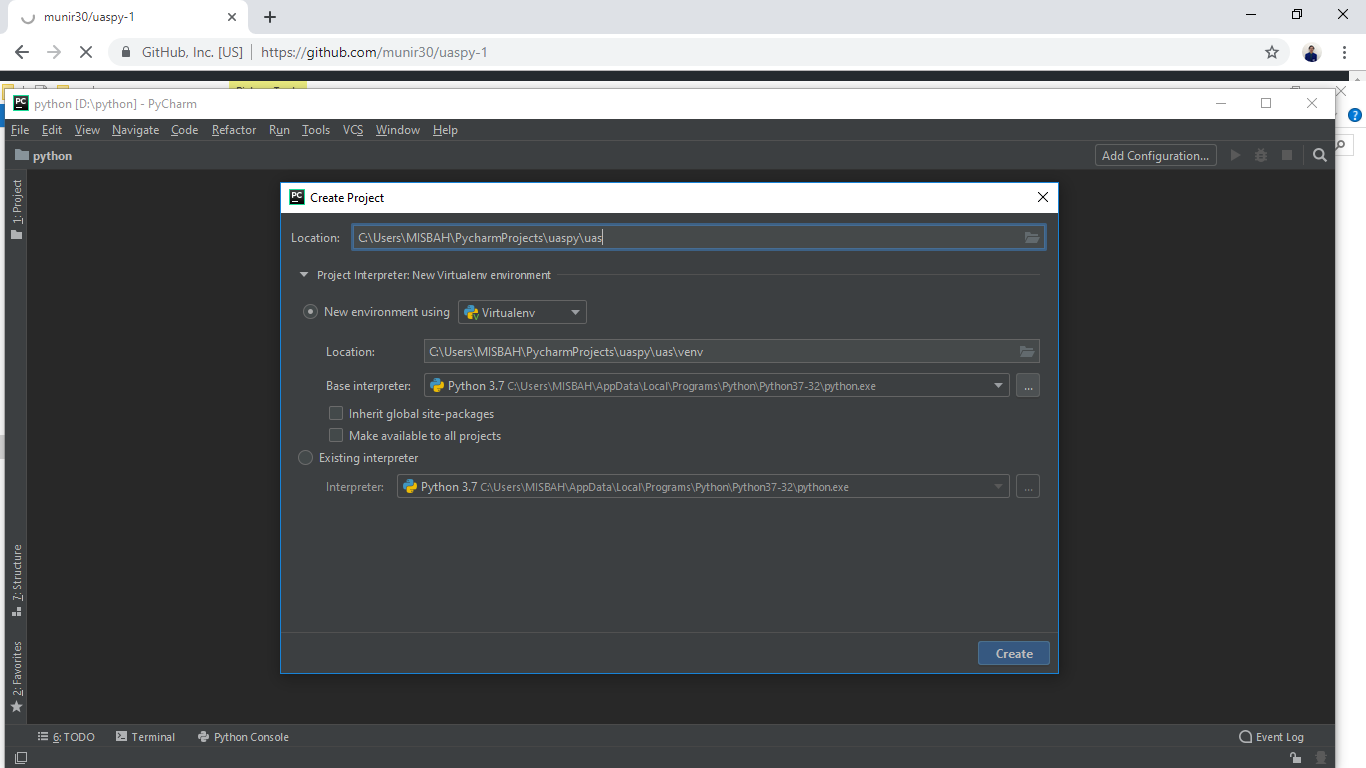 munir30/uaspy-1
GitHub, Inc. [US] https://github.com/munir30/uaspy-1
PC python [D:\python] - PyCharm
File Edit View Navigate Code Refactor Run Tools VCS Window Help
python Add Configuration...
1: Project
PC Create Project
Location: C:\Users\MISBAH\PycharmProjects\uaspy\uas
Project Interpreter: New Virtualenv environment
New environment using Virtualenv
Location: C:\Users\MISBAH\PycharmProjects\uaspy\uas\venv
Base interpreter: Python 3.7 C:\Users\MISBAH\AppData\Local\Programs\Python\Python37-32\python.exe ...
Inherit global site-packages
Make available to all projects
Existing interpreter
Interpreter: Python 3.7 C:\Users\MISBAH\AppData\Local\Programs\Python\Python37-32\python.exe ...
7: Structure
2: Favorites
Create
6: TODO Terminal Python Console Event Log